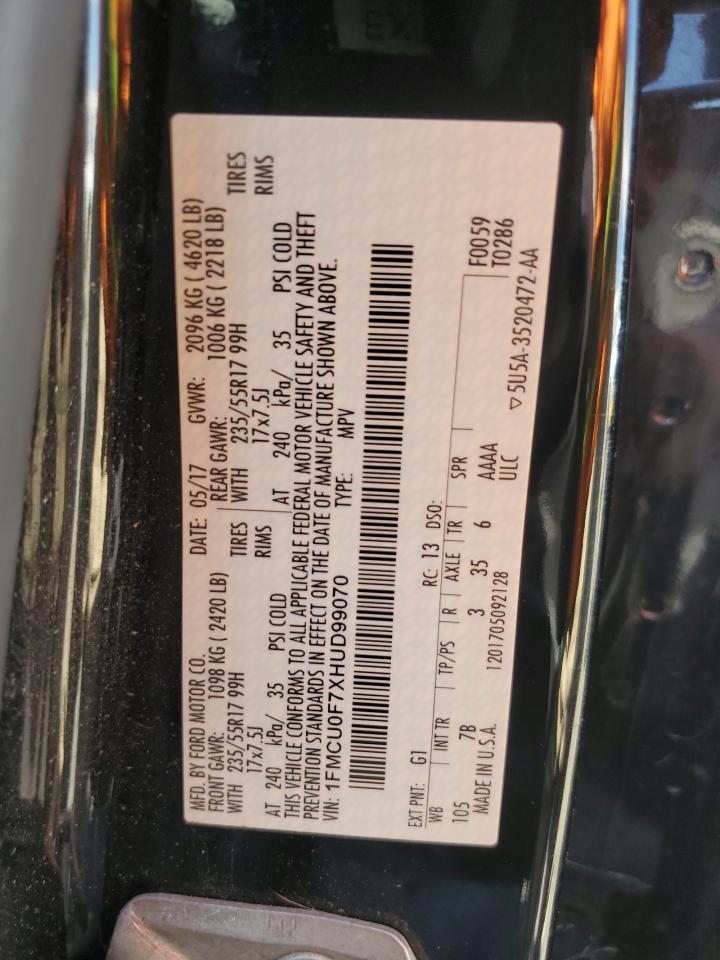 MFD. BY FORD MOTOR CO.
DATE: 05/17 GVWR: 2096 KG ( 4620 LB)
FRONT GAWR: 1098 KG ( 2420 LB)
REAR GAWR: 1006 KG ( 2218 LB)
WITH 235/55R17 99H TIRES
WITH 235/55R17 99H TIRES
17x7.5J RIMS
17x7.5J RIMS
AT 240 kPa/ 35 PSI COLD
AT 240 kPa/ 35 PSI COLD
THIS VEHICLE CONFORMS TO ALL APPLICABLE FEDERAL MOTOR VEHICLE SAFETY AND THEFT
PREVENTION STANDARDS IN EFFECT ON THE DATE OF MANUFACTURE SHOWN ABOVE.
VIN: 1FMCU0F7XHUD99070 TYPE: MPV
EXT PNT: G1 RC: 13 DSO:
WB INT TR TP/PS R AXLE TR SPR
F0059
T0286
105 7B 3 35 6 AAAA
ULC
MADE IN U.S.A. 1201705092128
▽5U5A-3520472-AA